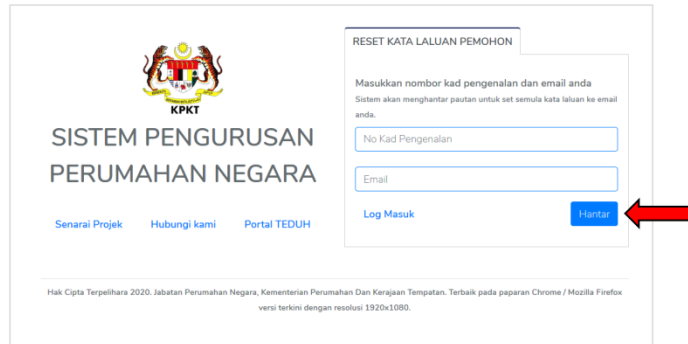 KPKT
SISTEM PENGURUSAN
PERUMAHAN NEGARA
Senarai Projek Hubungi kami Portal TEDUH
RESET KATA LALUAN PEMOHON
Masukkan nombor kad pengenalan dan email anda
Sistem akan menghantar pautan untuk set semula kata laluan ke email
anda.
No Kad Pengenalan
Email
Log Masuk Hantar
Hak Cipta Terpelihara 2020. Jabatan Perumahan Negara, Kementerian Perumahan Dan Kerajaan Tempatan. Terbaik pada paparan Chrome / Mozilla Firefox
versi terkini dengan resolusi 1920x1080.